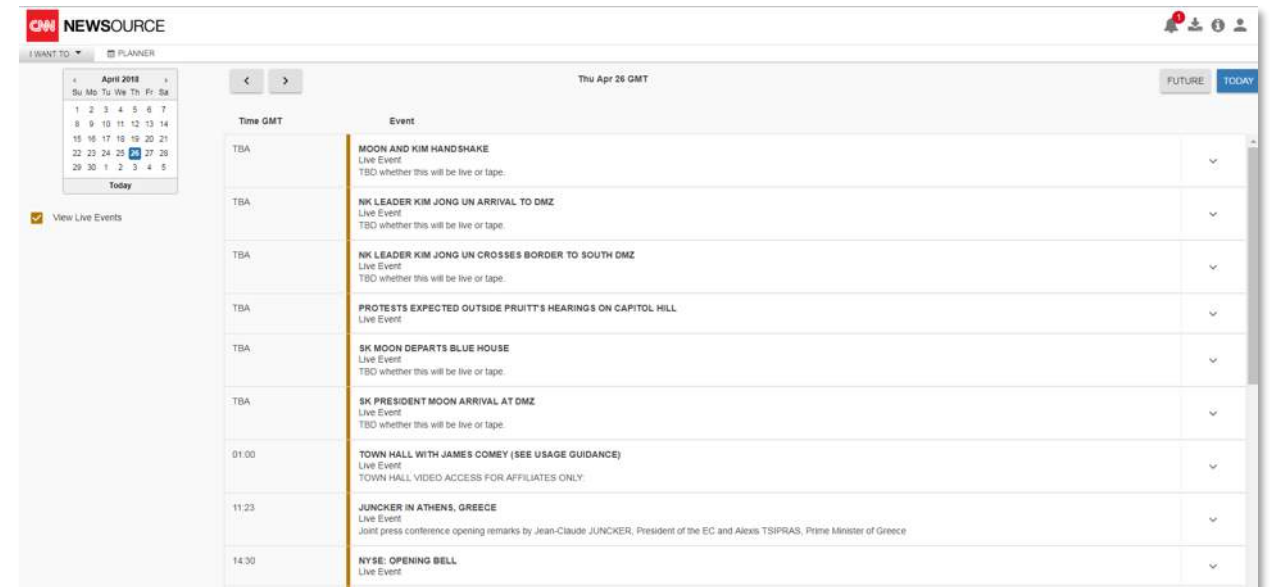 CNN NEWSOURCE
1
I WANT TO PLANNER
‹ April 2018 ›
Su Mo Tu We Th Fr Sa
1 2 3 4 5 6 7
8 9 10 11 12 13 14
15 16 17 18 19 20 21
22 23 24 25 26 27 28
29 30 1 2 3 4 5
Today
View Live Events
Thu Apr 26 GMT
FUTURE TODAY
Time GMT Event
TBA MOON AND KIM HANDSHAKE
Live Event
TBD whether this will be live or tape.
TBA NK LEADER KIM JONG UN ARRIVAL TO DMZ
Live Event
TBD whether this will be live or tape.
TBA NK LEADER KIM JONG UN CROSSES BORDER TO SOUTH DMZ
Live Event
TBD whether this will be live or tape.
TBA PROTESTS EXPECTED OUTSIDE PRUITT'S HEARINGS ON CAPITOL HILL
Live Event
TBA SK MOON DEPARTS BLUE HOUSE
Live Event
TBD whether this will be live or tape.
TBA SK PRESIDENT MOON ARRIVAL AT DMZ
Live Event
TBD whether this will be live or tape.
01:00 TOWN HALL WITH JAMES COMEY (SEE USAGE GUIDANCE)
Live Event
TOWN HALL VIDEO ACCESS FOR AFFILIATES ONLY:
11:23 JUNCKER IN ATHENS, GREECE
Live Event
Joint press conference opening remarks by Jean-Claude JUNCKER, President of the EC and Alexis TSIPRAS, Prime Minister of Greece
14:30 NYSE: OPENING BELL
Live Event